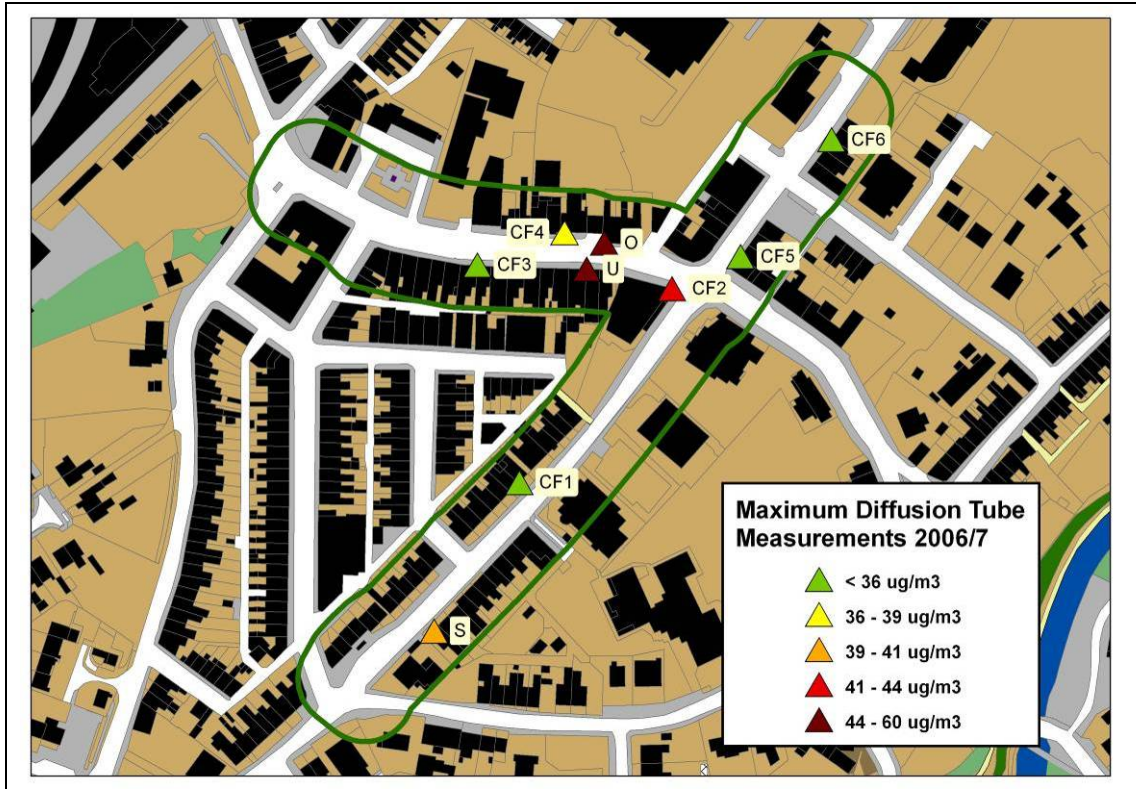 CF6
CF4
O
CF5
CF3
U
CF2
CF1
S
Maximum Diffusion Tube
Measurements 2006/7
< 36 ug/m3
36 - 39 ug/m3
39 - 41 ug/m3
41 - 44 ug/m3
44 - 60 ug/m3